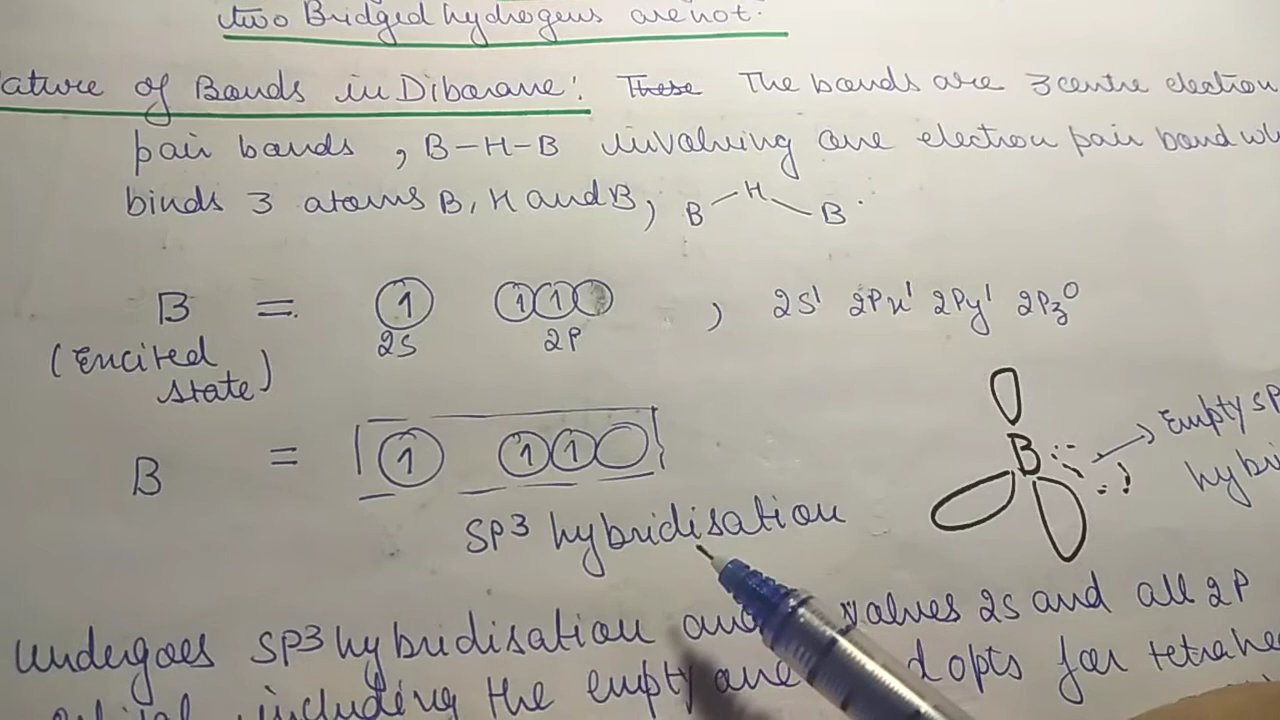 two Bridged hydrogens are not.
ature of Bonds in Diborane: These The bonds are 3 centre electron
pair bonds, B-H-B involving one electron pair bond wh
binds 3 atoms B, H and B, B-H-B.
B = 1 1 1 , 2s¹ 2Px¹ 2Py¹ 2Pz⁰
(Excited state) 2S 2P
B = 1 1 1
B → Empty SP
hybri
SP³ hybridisation
undergoes SP³ hybridisation and values 2s and all 2P
including the empty one dopts for tetrahe